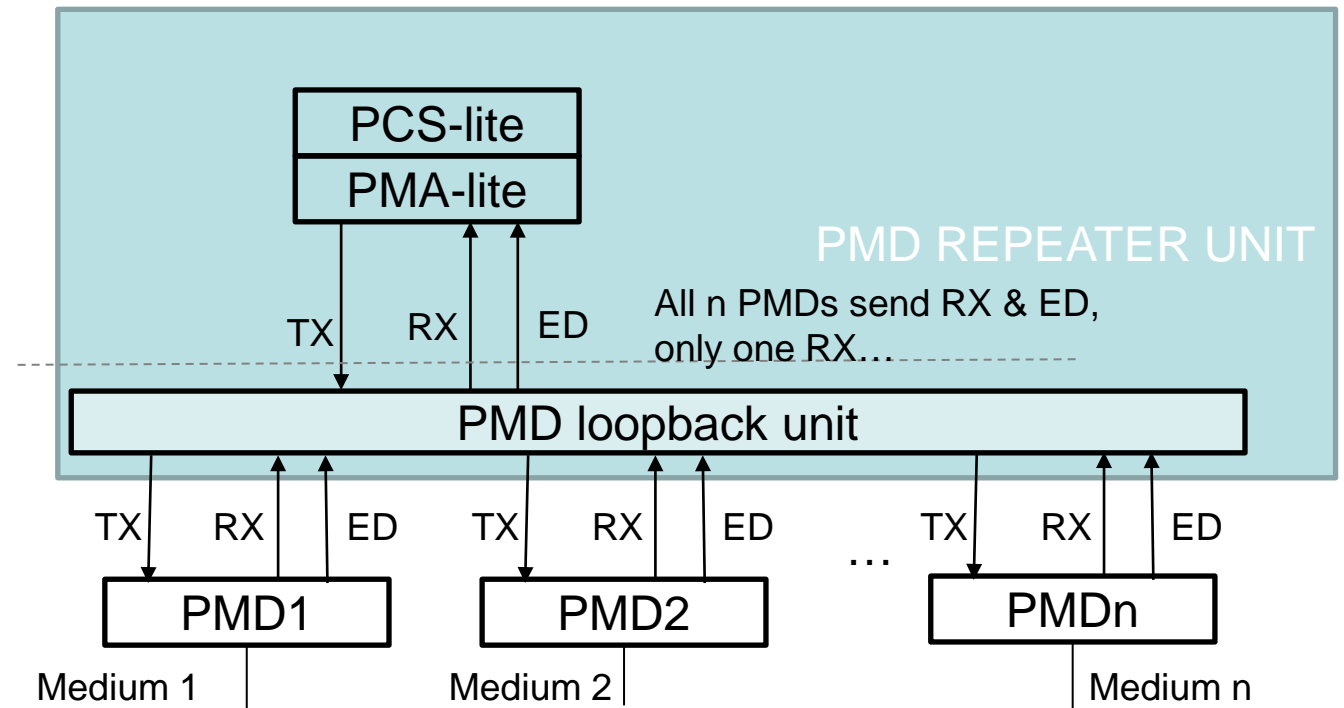 PCS-lite
PMA-lite
PMD REPEATER UNIT
TX RX ED
All n PMDs send RX & ED,
only one RX…
PMD loopback unit
TX RX ED TX RX ED … TX RX ED
PMD1 PMD2 PMDn
Medium 1 Medium 2 Medium n